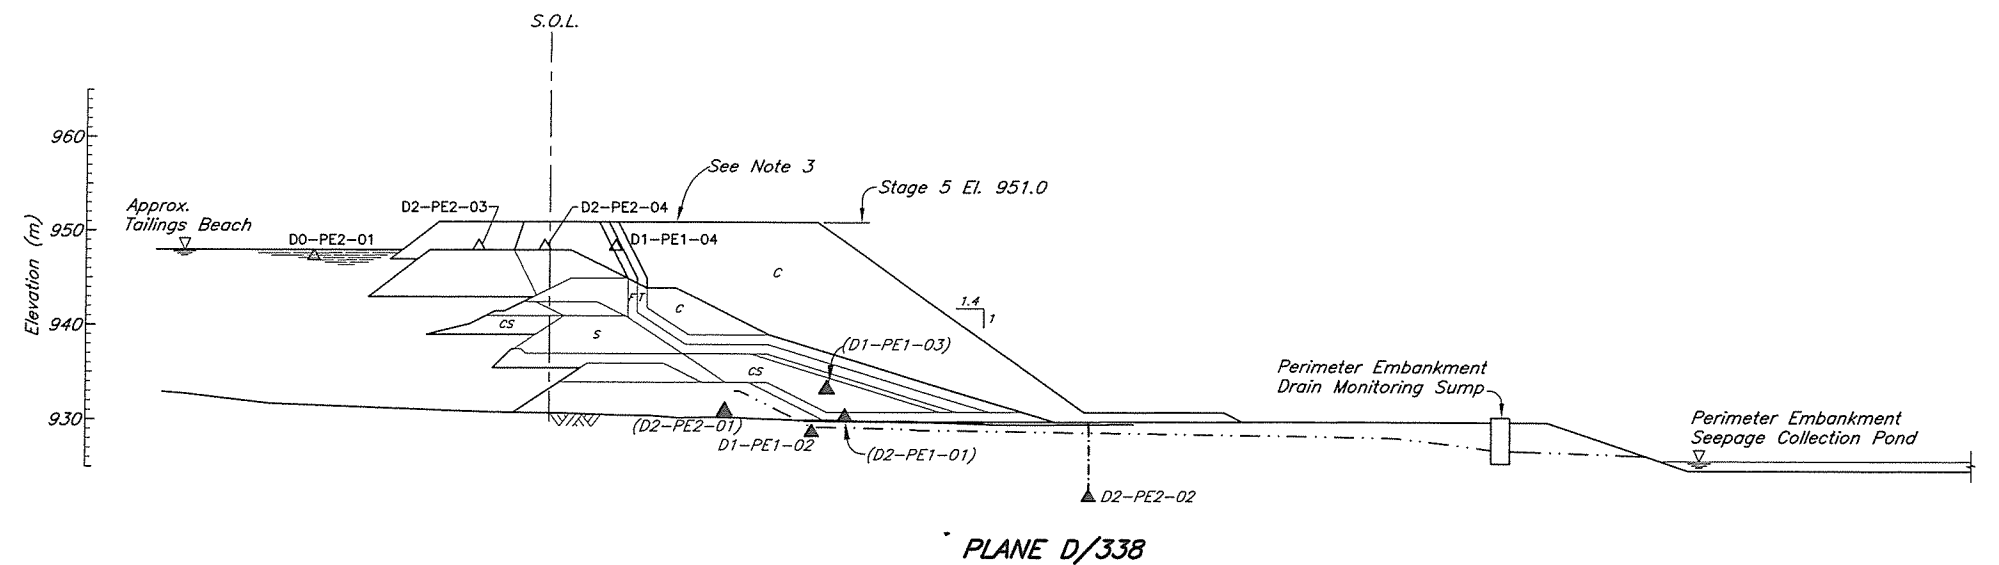 S.O.L.
960
950
940
930
Elevation (m)
See Note 3
Stage 5 El. 951.0
Approx.
Tailings Beach
D0-PE2-01
D2-PE2-03
D2-PE2-04
D1-PE1-04
C
1.4
1
F T
C
CS
S
CS
(D1-PE1-03)
(D2-PE2-01)
D1-PE1-02
(D2-PE1-01)
D2-PE2-02
Perimeter Embankment
Drain Monitoring Sump
Perimeter Embankment
Seepage Collection Pond
PLANE D/338